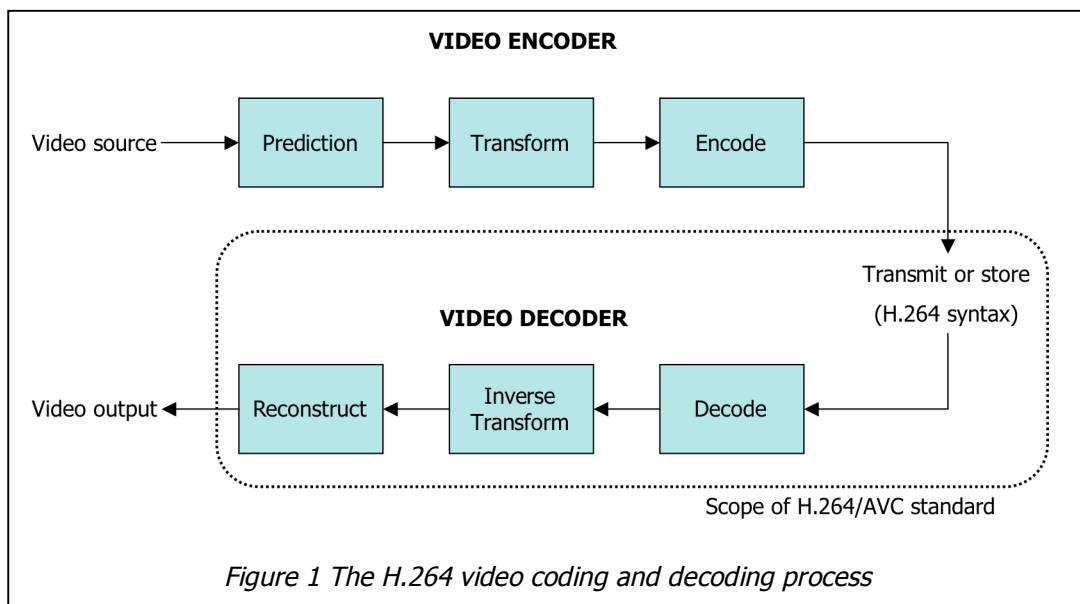 VIDEO ENCODER
Video source
Prediction
Transform
Encode
Transmit or store
(H.264 syntax)
VIDEO DECODER
Video output
Reconstruct
Inverse
Transform
Decode
Scope of H.264/AVC standard
Figure 1 The H.264 video coding and decoding process